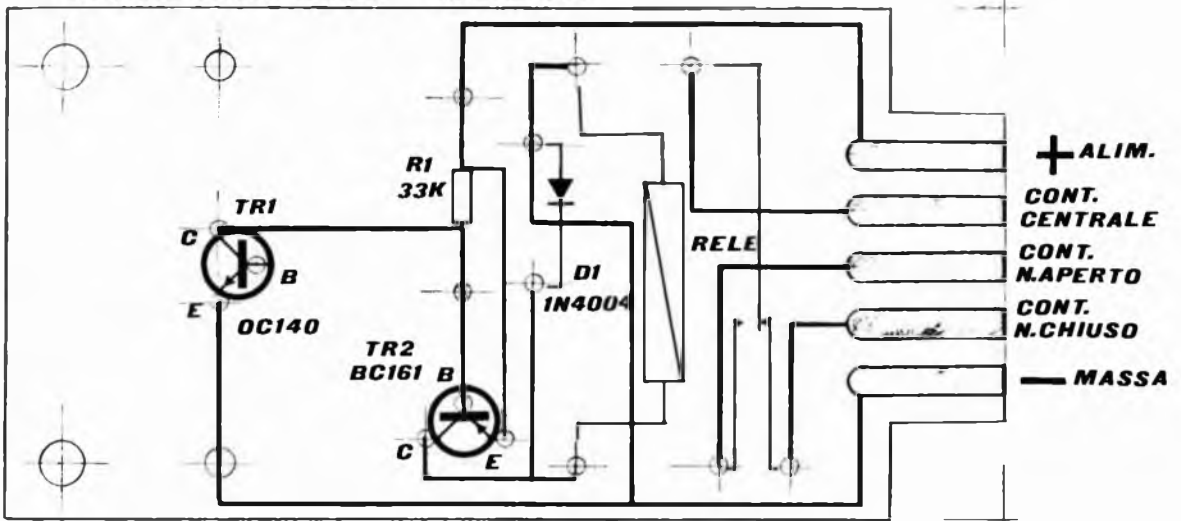 R1
33K
TR1
C
B
E
OC140
TR2
BC161
B
C
E
D1
1N4004
RELE
+ ALIM.
CONT.
CENTRALE
CONT.
N.APERTO
CONT.
N.CHIUSO
— MASSA